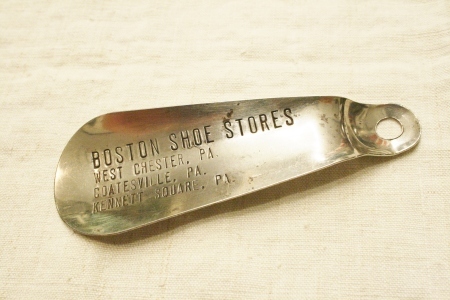 BOSTON SHOE STORES
WEST CHESTER, PA.
COATESVILLE, PA.
KENNETT SQUARE, PA.